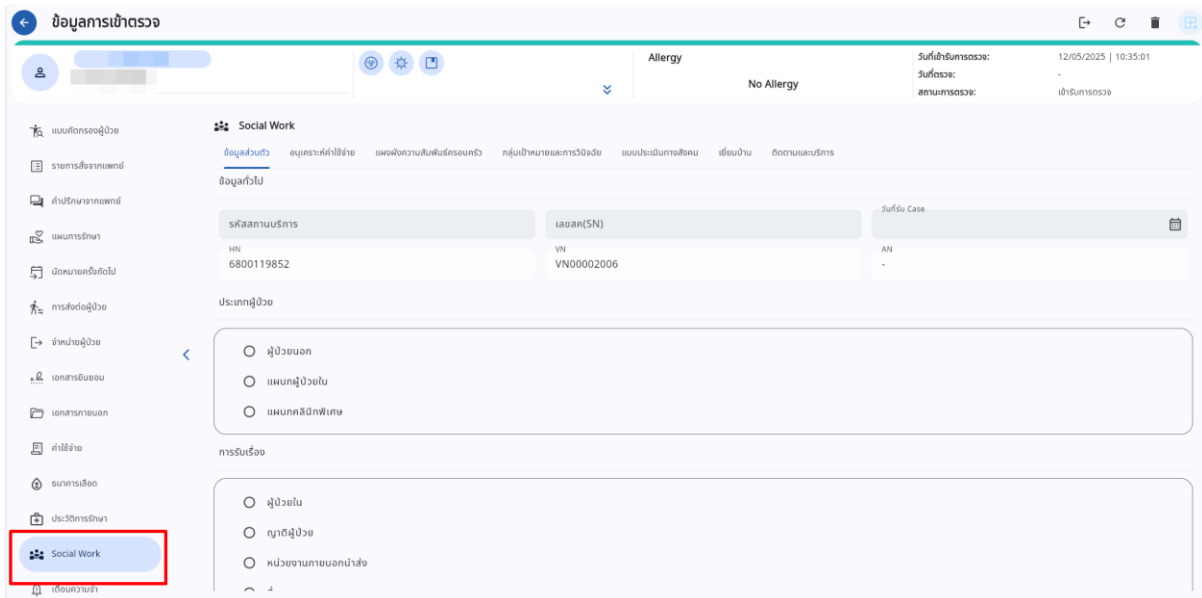 ข้อมูลการเข้าตรวจ
Allergy
No Allergy
วันที่เข้ารับการตรวจ: 12/05/2025 | 10:35:01
วันที่ตรวจ: -
สถานะการตรวจ: เข้ารับการตรวจ
แบบคัดกรองผู้ป่วย
รายการสั่งจากแพทย์
คำปรึกษาจากแพทย์
แผนการรักษา
นัดหมายครั้งถัดไป
การส่งต่อผู้ป่วย
จำหน่ายผู้ป่วย
เอกสารยินยอม
เอกสารภายนอก
ค่าใช้จ่าย
ธนาคารเลือด
ประวัติการรักษา
Social Work
เตือนความจำ
Social Work
ข้อมูลส่วนตัว อนุเคราะห์ค่าใช้จ่าย แผงผังความสัมพันธ์ครอบครัว กลุ่มเป้าหมายและการวินิจฉัย แบบประเมินทางสังคม เยี่ยมบ้าน ติดตามและบริการ
ข้อมูลทั่วไป
รหัสสถานบริการ เลขสค(SN) วันที่รับ Case
HN VN AN
6800119852 VN00002006 -
ประเภทผู้ป่วย
ผู้ป่วยนอก
แผนกผู้ป่วยใน
แผนกคลินิกพิเศษ
การรับเรื่อง
ผู้ป่วยใน
ญาติผู้ป่วย
หน่วยงานภายนอกนำส่ง